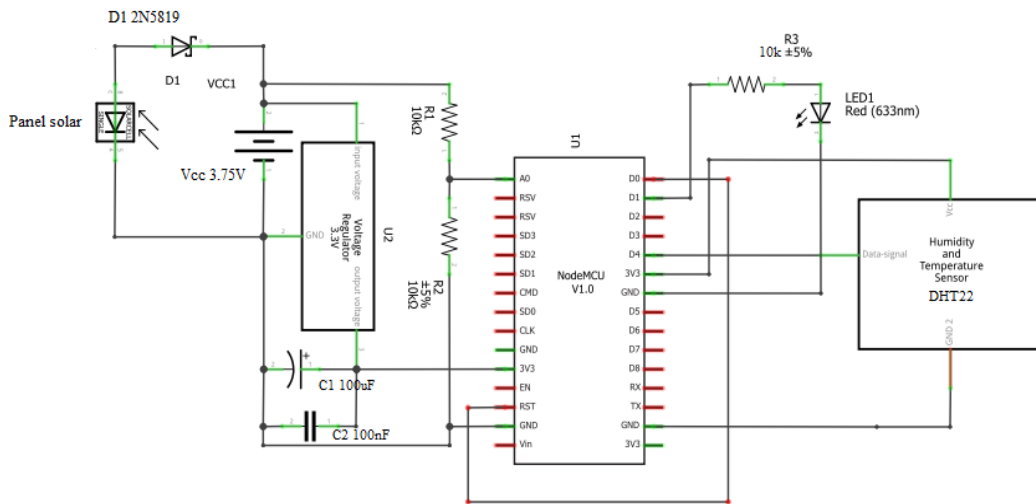 D1 2N5819
D1
VCC1
Panel solar
SOLARCELL
SINGLE
Vcc 3.75V
R1
10kΩ
input voltage
Voltage
Regulator
3.3V
output voltage
GND
U2
R2
±5%
10kΩ
C1 100uF
C2 100nF
U1
NodeMCU
V1.0
A0
RSV
RSV
SD3
SD2
SD1
CMD
SD0
CLK
GND
3V3
EN
RST
GND
Vin
D0
D1
D2
D3
D4
3V3
GND
D5
D6
D7
D8
RX
TX
GND
3V3
R3
10k ±5%
LED1
Red (633nm)
Vcc
Data-signal
Humidity
and
Temperature
Sensor
DHT22
GND 2